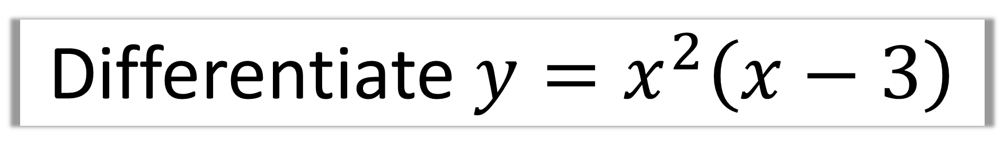 Differentiate y = x²(x − 3)